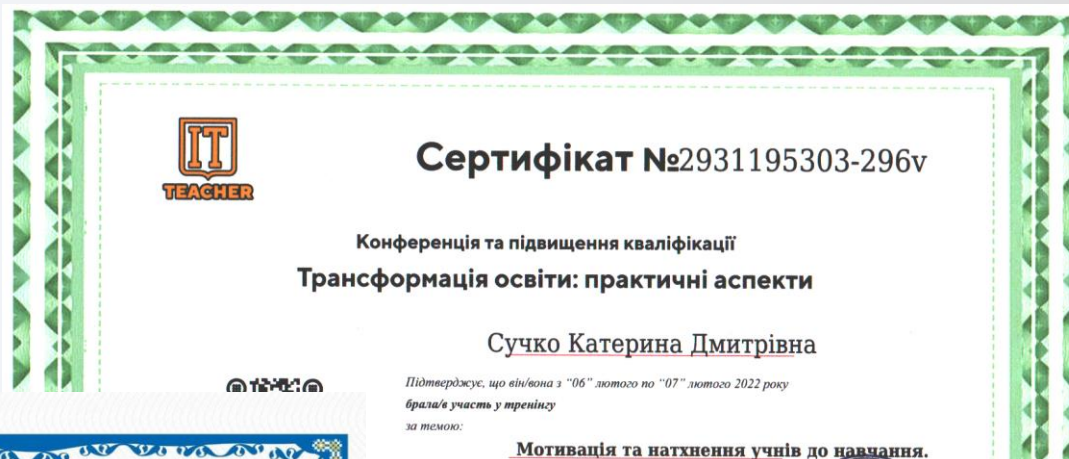 IT
TEACHER
Сертифікат №2931195303-296v
Конференція та підвищення кваліфікації
Трансформація освіти: практичні аспекти
Сучко Катерина Дмитрівна
Підтверджує, що він/вона з "06" лютого по "07" лютого 2022 року
брала/в участь у тренінгу
за темою:
Мотивація та натхнення учнів до навчання.